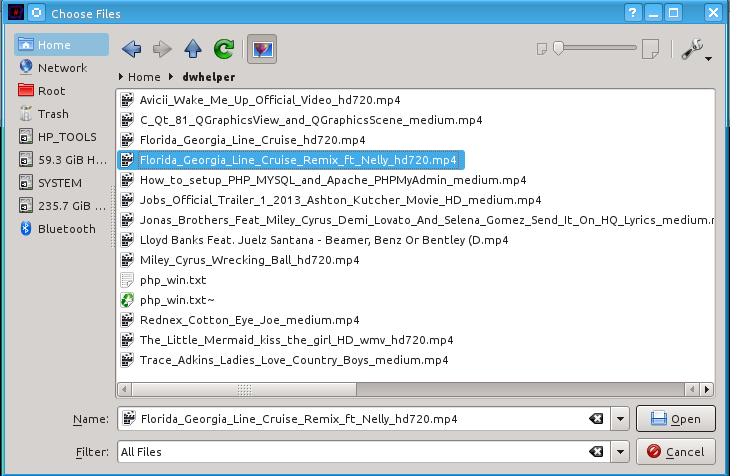 Choose Files
Home
Network
Root
Trash
HP_TOOLS
59.3 GiB H...
SYSTEM
235.7 GiB ...
Bluetooth
Home dwhelper
Avicii_Wake_Me_Up_Official_Video_hd720.mp4
C_Qt_81_QGraphicsView_and_QGraphicsScene_medium.mp4
Florida_Georgia_Line_Cruise_hd720.mp4
Florida_Georgia_Line_Cruise_Remix_ft_Nelly_hd720.mp4
How_to_setup_PHP_MYSQL_and_Apache_PHPMyAdmin_medium.mp4
Jobs_Official_Trailer_1_2013_Ashton_Kutcher_Movie_HD_medium.mp4
Jonas_Brothers_Feat_Miley_Cyrus_Demi_Lovato_And_Selena_Gomez_Send_It_On_HQ_Lyrics_medium.m
Lloyd Banks Feat. Juelz Santana - Beamer, Benz Or Bentley (D.mp4
Miley_Cyrus_Wrecking_Ball_hd720.mp4
php_win.txt
php_win.txt~
Rednex_Cotton_Eye_Joe_medium.mp4
The_Little_Mermaid_kiss_the_girl_HD_wmv_hd720.mp4
Trace_Adkins_Ladies_Love_Country_Boys_medium.mp4
Name: Florida_Georgia_Line_Cruise_Remix_ft_Nelly_hd720.mp4 Open
Filter: All Files Cancel